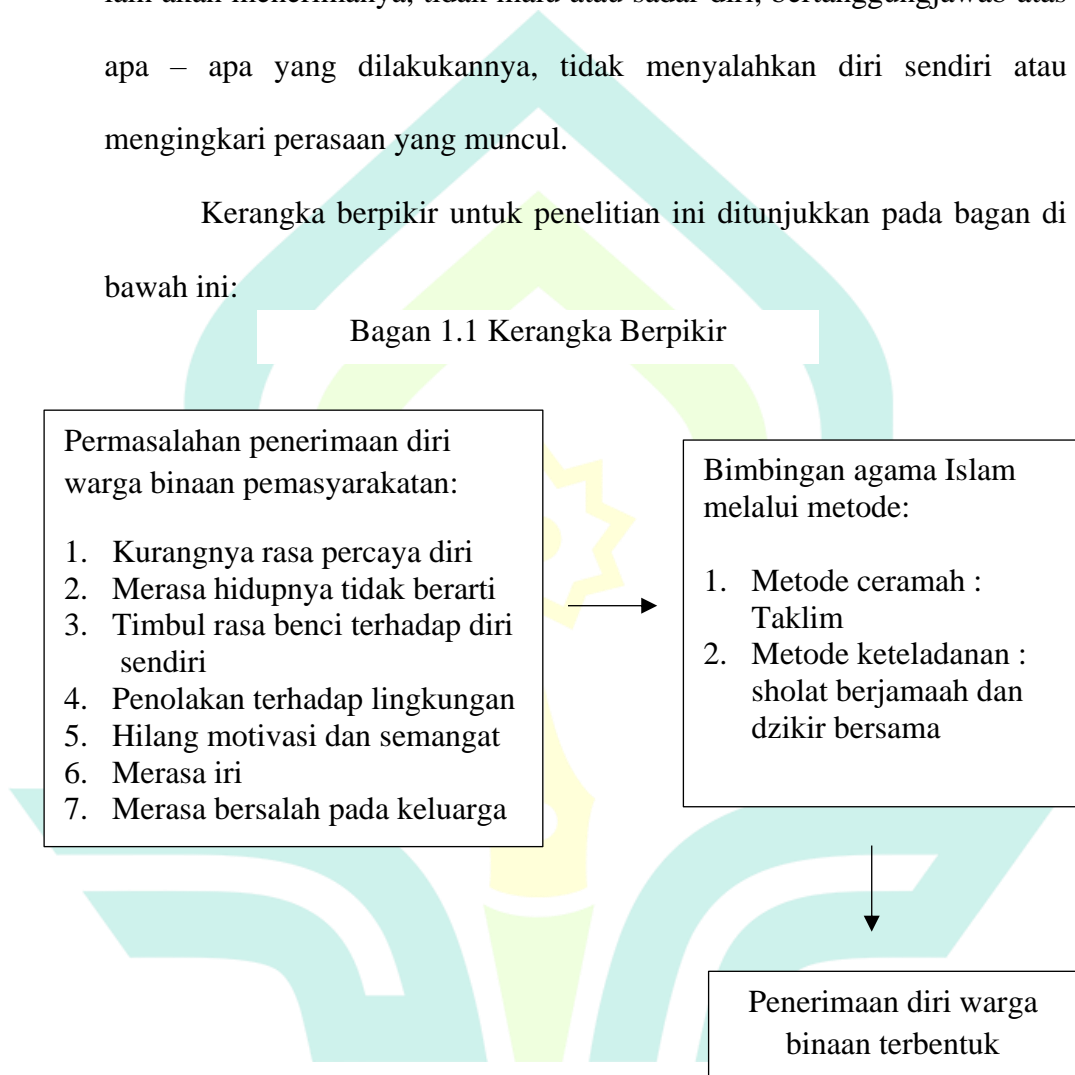 apa – apa yang dilakukannya, tidak menyalahkan diri sendiri atau
mengingkari perasaan yang muncul.
Kerangka berpikir untuk penelitian ini ditunjukkan pada bagan di
bawah ini:
Bagan 1.1 Kerangka Berpikir
Permasalahan penerimaan diri
warga binaan pemasyarakatan:
1. Kurangnya rasa percaya diri
2. Merasa hidupnya tidak berarti
3. Timbul rasa benci terhadap diri
sendiri
4. Penolakan terhadap lingkungan
5. Hilang motivasi dan semangat
6. Merasa iri
7. Merasa bersalah pada keluarga
Bimbingan agama Islam
melalui metode:
1. Metode ceramah :
Taklim
2. Metode keteladanan :
sholat berjamaah dan
dzikir bersama
Penerimaan diri warga
binaan terbentuk